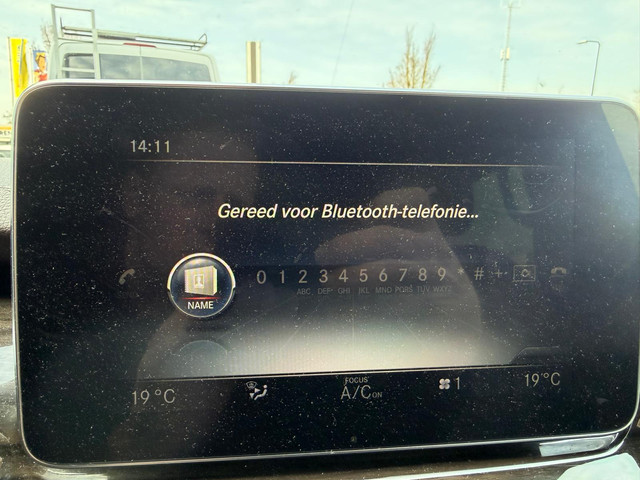 14:11
Gereed voor Bluetooth-telefonie...
0 1 2 3 4 5 6 7 8 9 * # +
ABC DEF GHI JKL MNO PQRS TUV WXYZ
NAME
FOCUS
19°C A/C ON 1 19°C